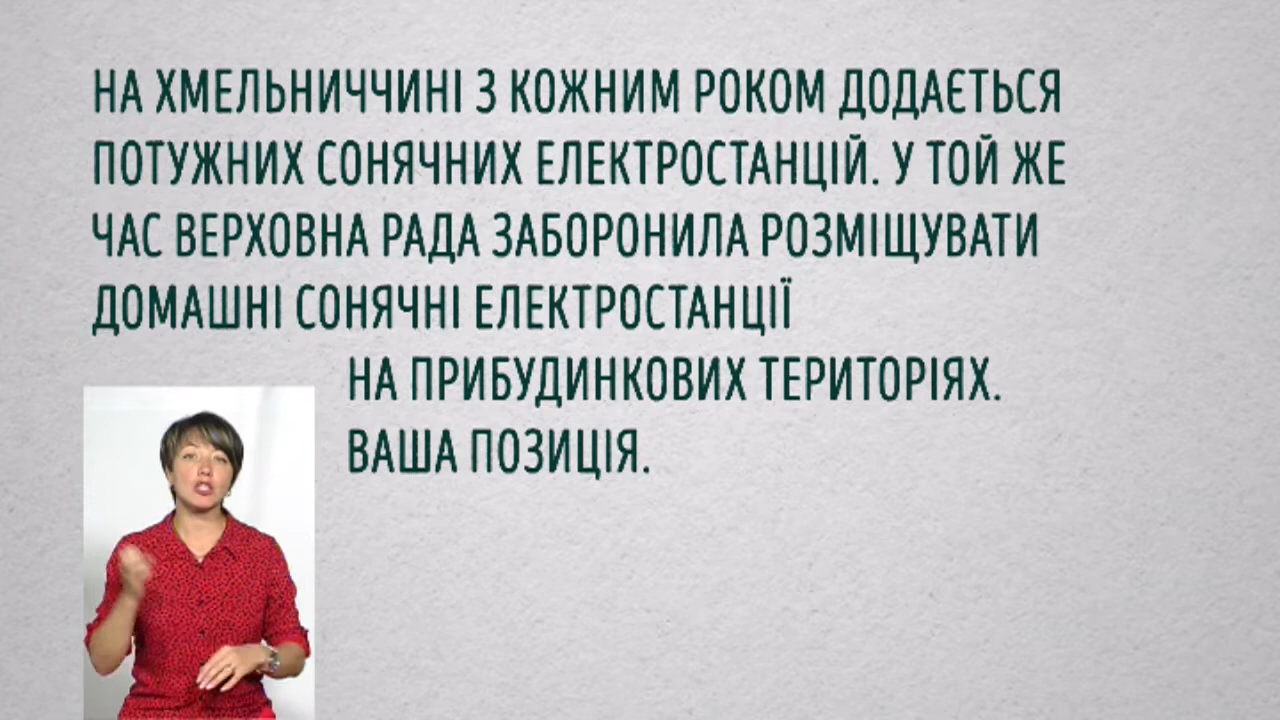 НА ХМЕЛЬНИЧЧИНІ З КОЖНИМ РОКОМ ДОДАЄТЬСЯ
ПОТУЖНИХ СОНЯЧНИХ ЕЛЕКТРОСТАНЦІЙ. У ТОЙ ЖЕ
ЧАС ВЕРХОВНА РАДА ЗАБОРОНИЛА РОЗМІЩУВАТИ
ДОМАШНІ СОНЯЧНІ ЕЛЕКТРОСТАНЦІЇ
НА ПРИБУДИНКОВИХ ТЕРИТОРІЯХ.
ВАША ПОЗИЦІЯ.